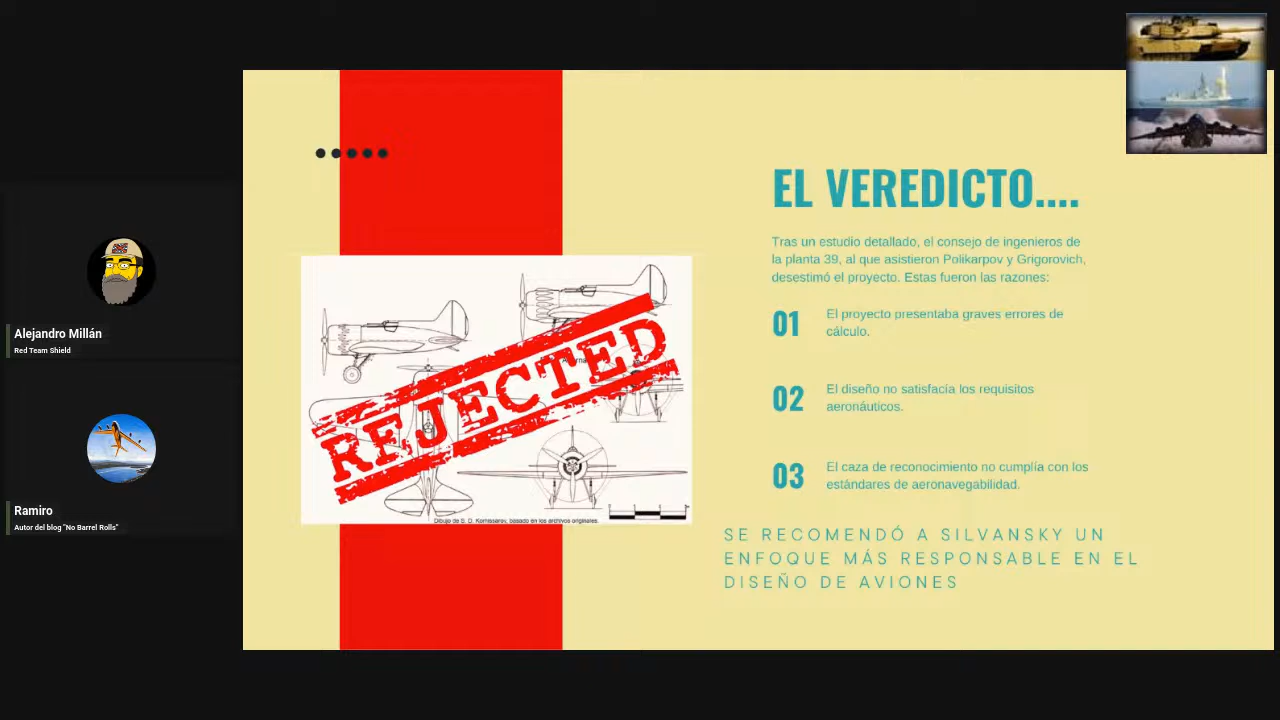 Alejandro Millán
Red Team Shield
Ramiro
Autor del blog "No Barrel Rolls"
REJECTED
Dibujo de S. D. Komissarov, basado en los archivos originales.
EL VEREDICTO....
Tras un estudio detallado, el consejo de ingenieros de
la planta 39, al que asistieron Polikarpov y Grigorovich,
desestimó el proyecto. Estas fueron las razones:
01
El proyecto presentaba graves errores de
cálculo.
02
El diseño no satisfacía los requisitos
aeronáuticos.
03
El caza de reconocimiento no cumplía con los
estándares de aeronavegabilidad.
SE RECOMENDÓ A SILVANSKY UN
ENFOQUE MÁS RESPONSABLE EN EL
DISEÑO DE AVIONES